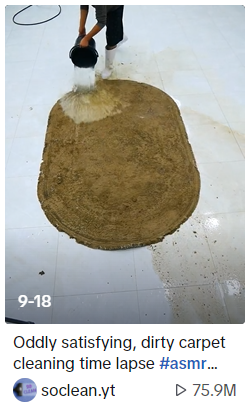 9-18
Oddly satisfying, dirty carpet
cleaning time lapse #asmr...
soclean.yt 75.9M